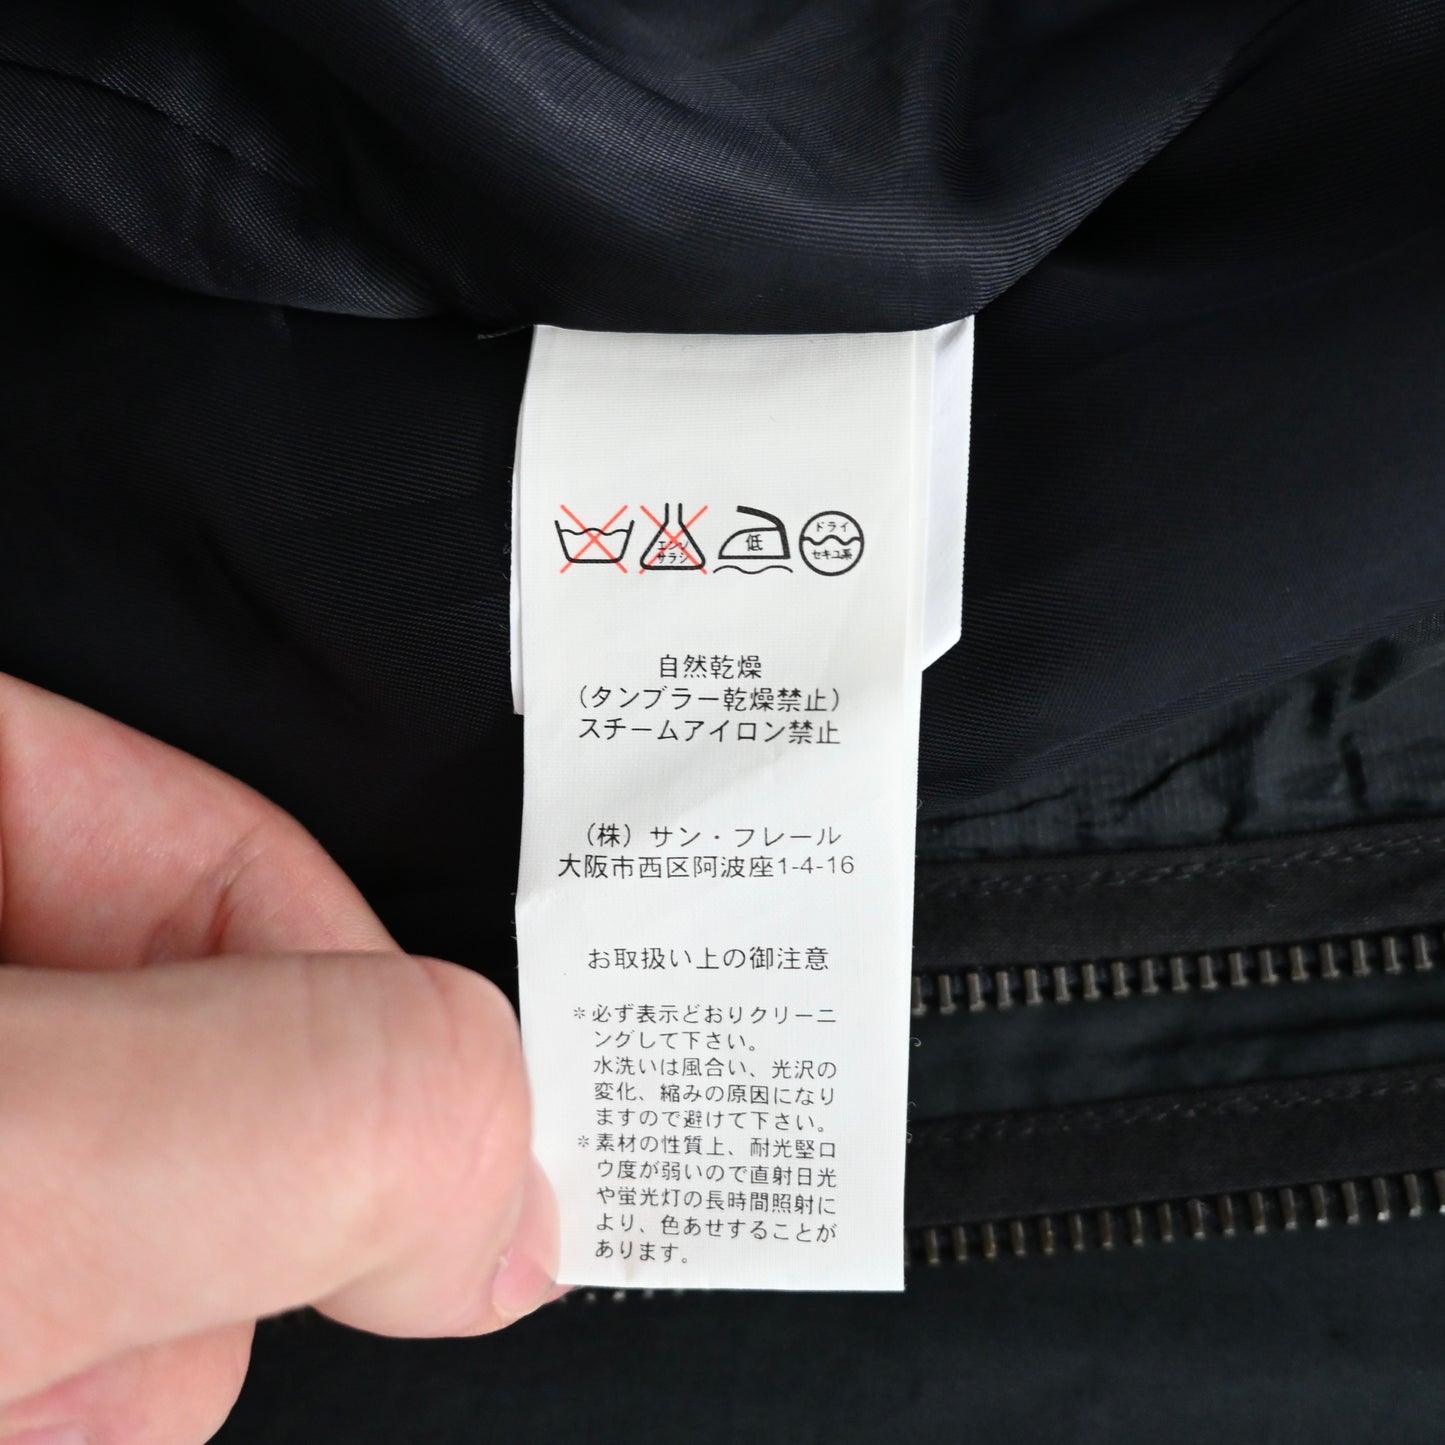 エンソ
サラシ
低
ドライ
セキユ系
自然乾燥
（タンブラー乾燥禁止）
スチームアイロン禁止
（株）サン・フレール
大阪市西区阿波座1-4-16
お取扱い上の御注意
＊必ず表示どおりクリーニ
ングして下さい。
水洗いは風合い、光沢の
変化、縮みの原因になり
ますので避けて下さい。
＊素材の性質上、耐光堅ロ
ウ度が弱いので直射日光
や蛍光灯の長時間照射に
より、色あせすることが
あります。